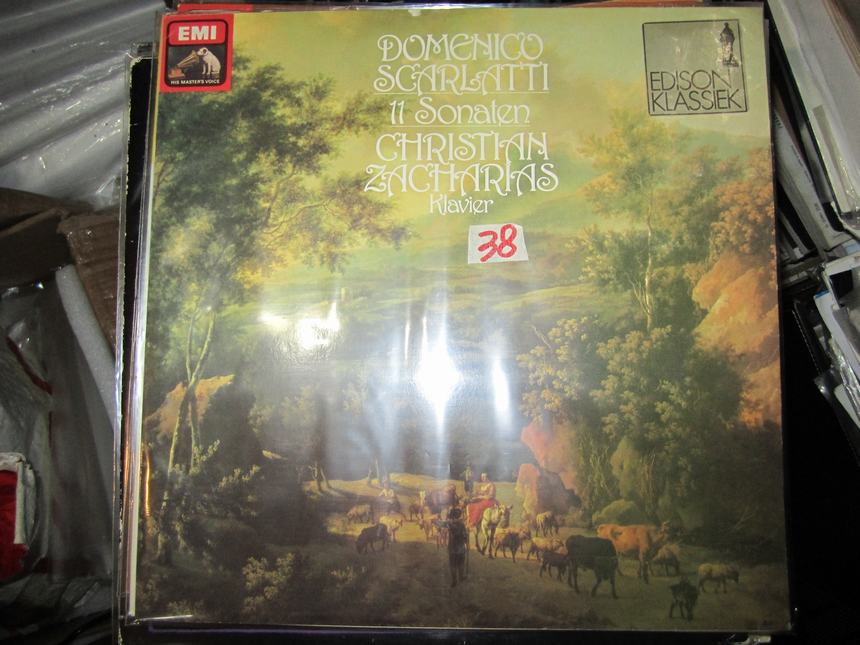 EMI
HIS MASTER'S VOICE
DOMENICO
SCARLATTI
11 Sonaten
CHRISTIAN
ZACHARIAS
Klavier
EDISON
KLASSIEK
38